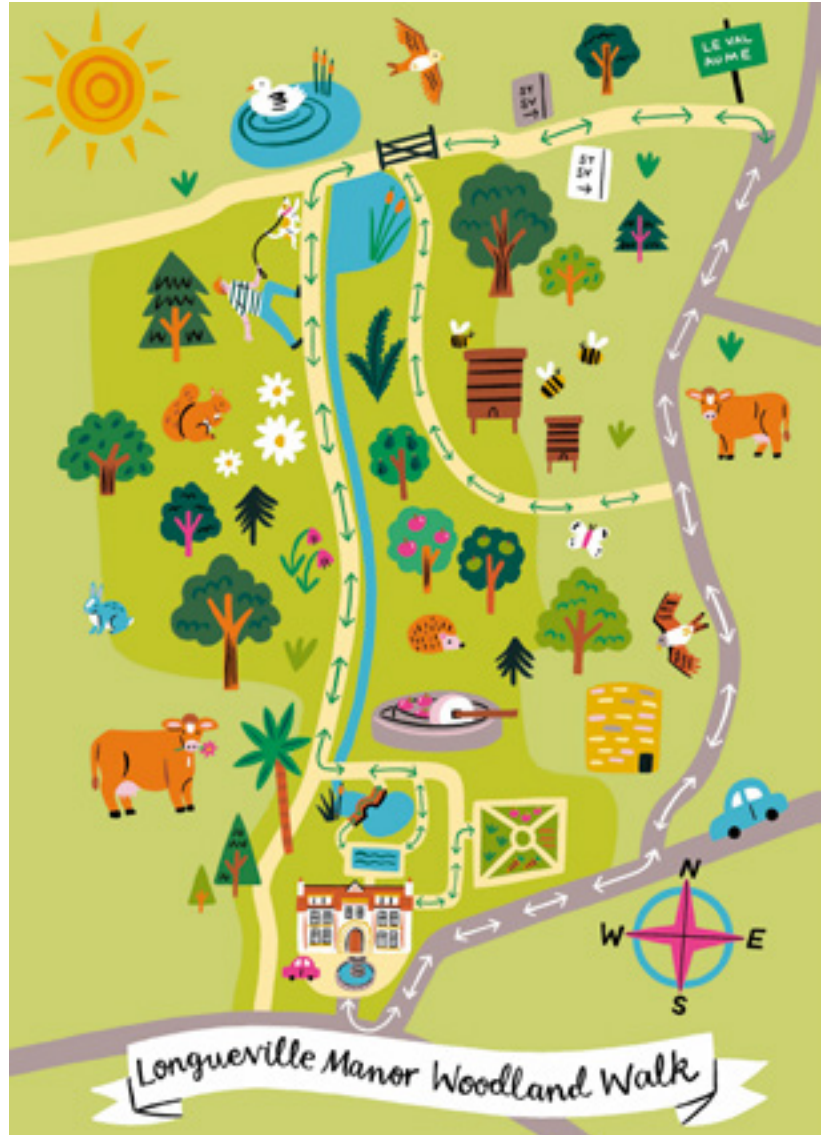 LE VAL
AUME
ST
SV
→
ST
SV
→
N
W
E
S
Longueville Manor Woodland Walk